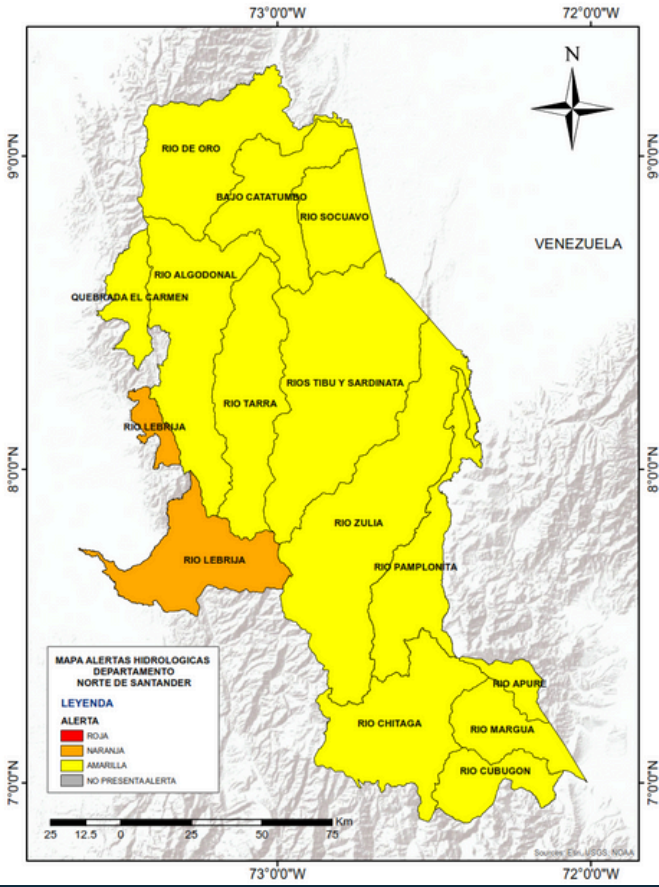 73°0'0"W
72°0'0"W
N
9°0'0"N
9°0'0"N
RIO DE ORO
BAJO CATATUMBO
RIO SOCUAVO
VENEZUELA
RIO ALGODONAL
QUEBRADA EL CARMEN
RIOS TIBU Y SARDINATA
RIO TARRA
RIO LEBRIJA
8°0'0"N
8°0'0"N
RIO ZULIA
RIO LEBRIJA
RIO PAMPLONITA
RIO APURE
RIO CHITAGA
RIO MARGUA
RIO CUBUGON
7°0'0"N
7°0'0"N
MAPA ALERTAS HIDROLOGICAS
DEPARTAMENTO
NORTE DE SANTANDER
LEYENDA
ALERTA
ROJA
NARANJA
AMARILLA
NO PRESENTA ALERTA
Km
25 12.5 0 25 50 75
Sources: Esri, USGS, NOAA
73°0'0"W
72°0'0"W